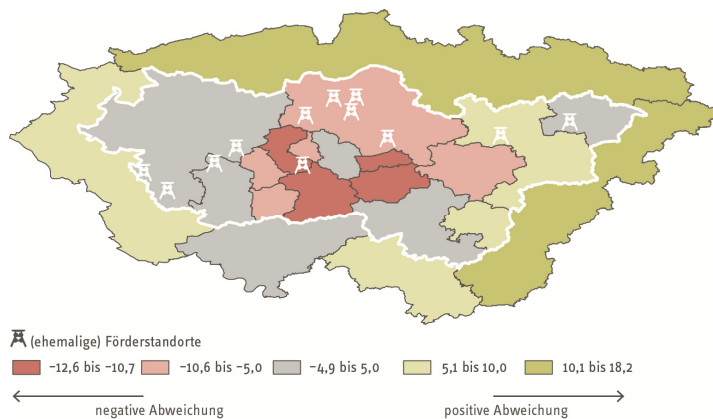 (ehemalige) Förderstandorte
−12,6 bis −10,7 −10,6 bis −5,0 −4,9 bis 5,0 5,1 bis 10,0 10,1 bis 18,2
negative Abweichung positive Abweichung